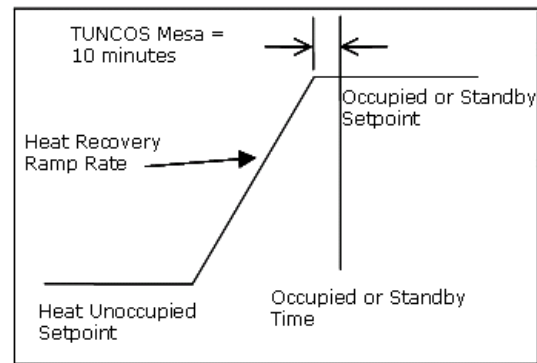 TUNCOS Mesa =
10 minutes
Occupied or Standby
Setpoint
Heat Recovery
Ramp Rate
Heat Unoccupied
Setpoint
Occupied or Standby
Time